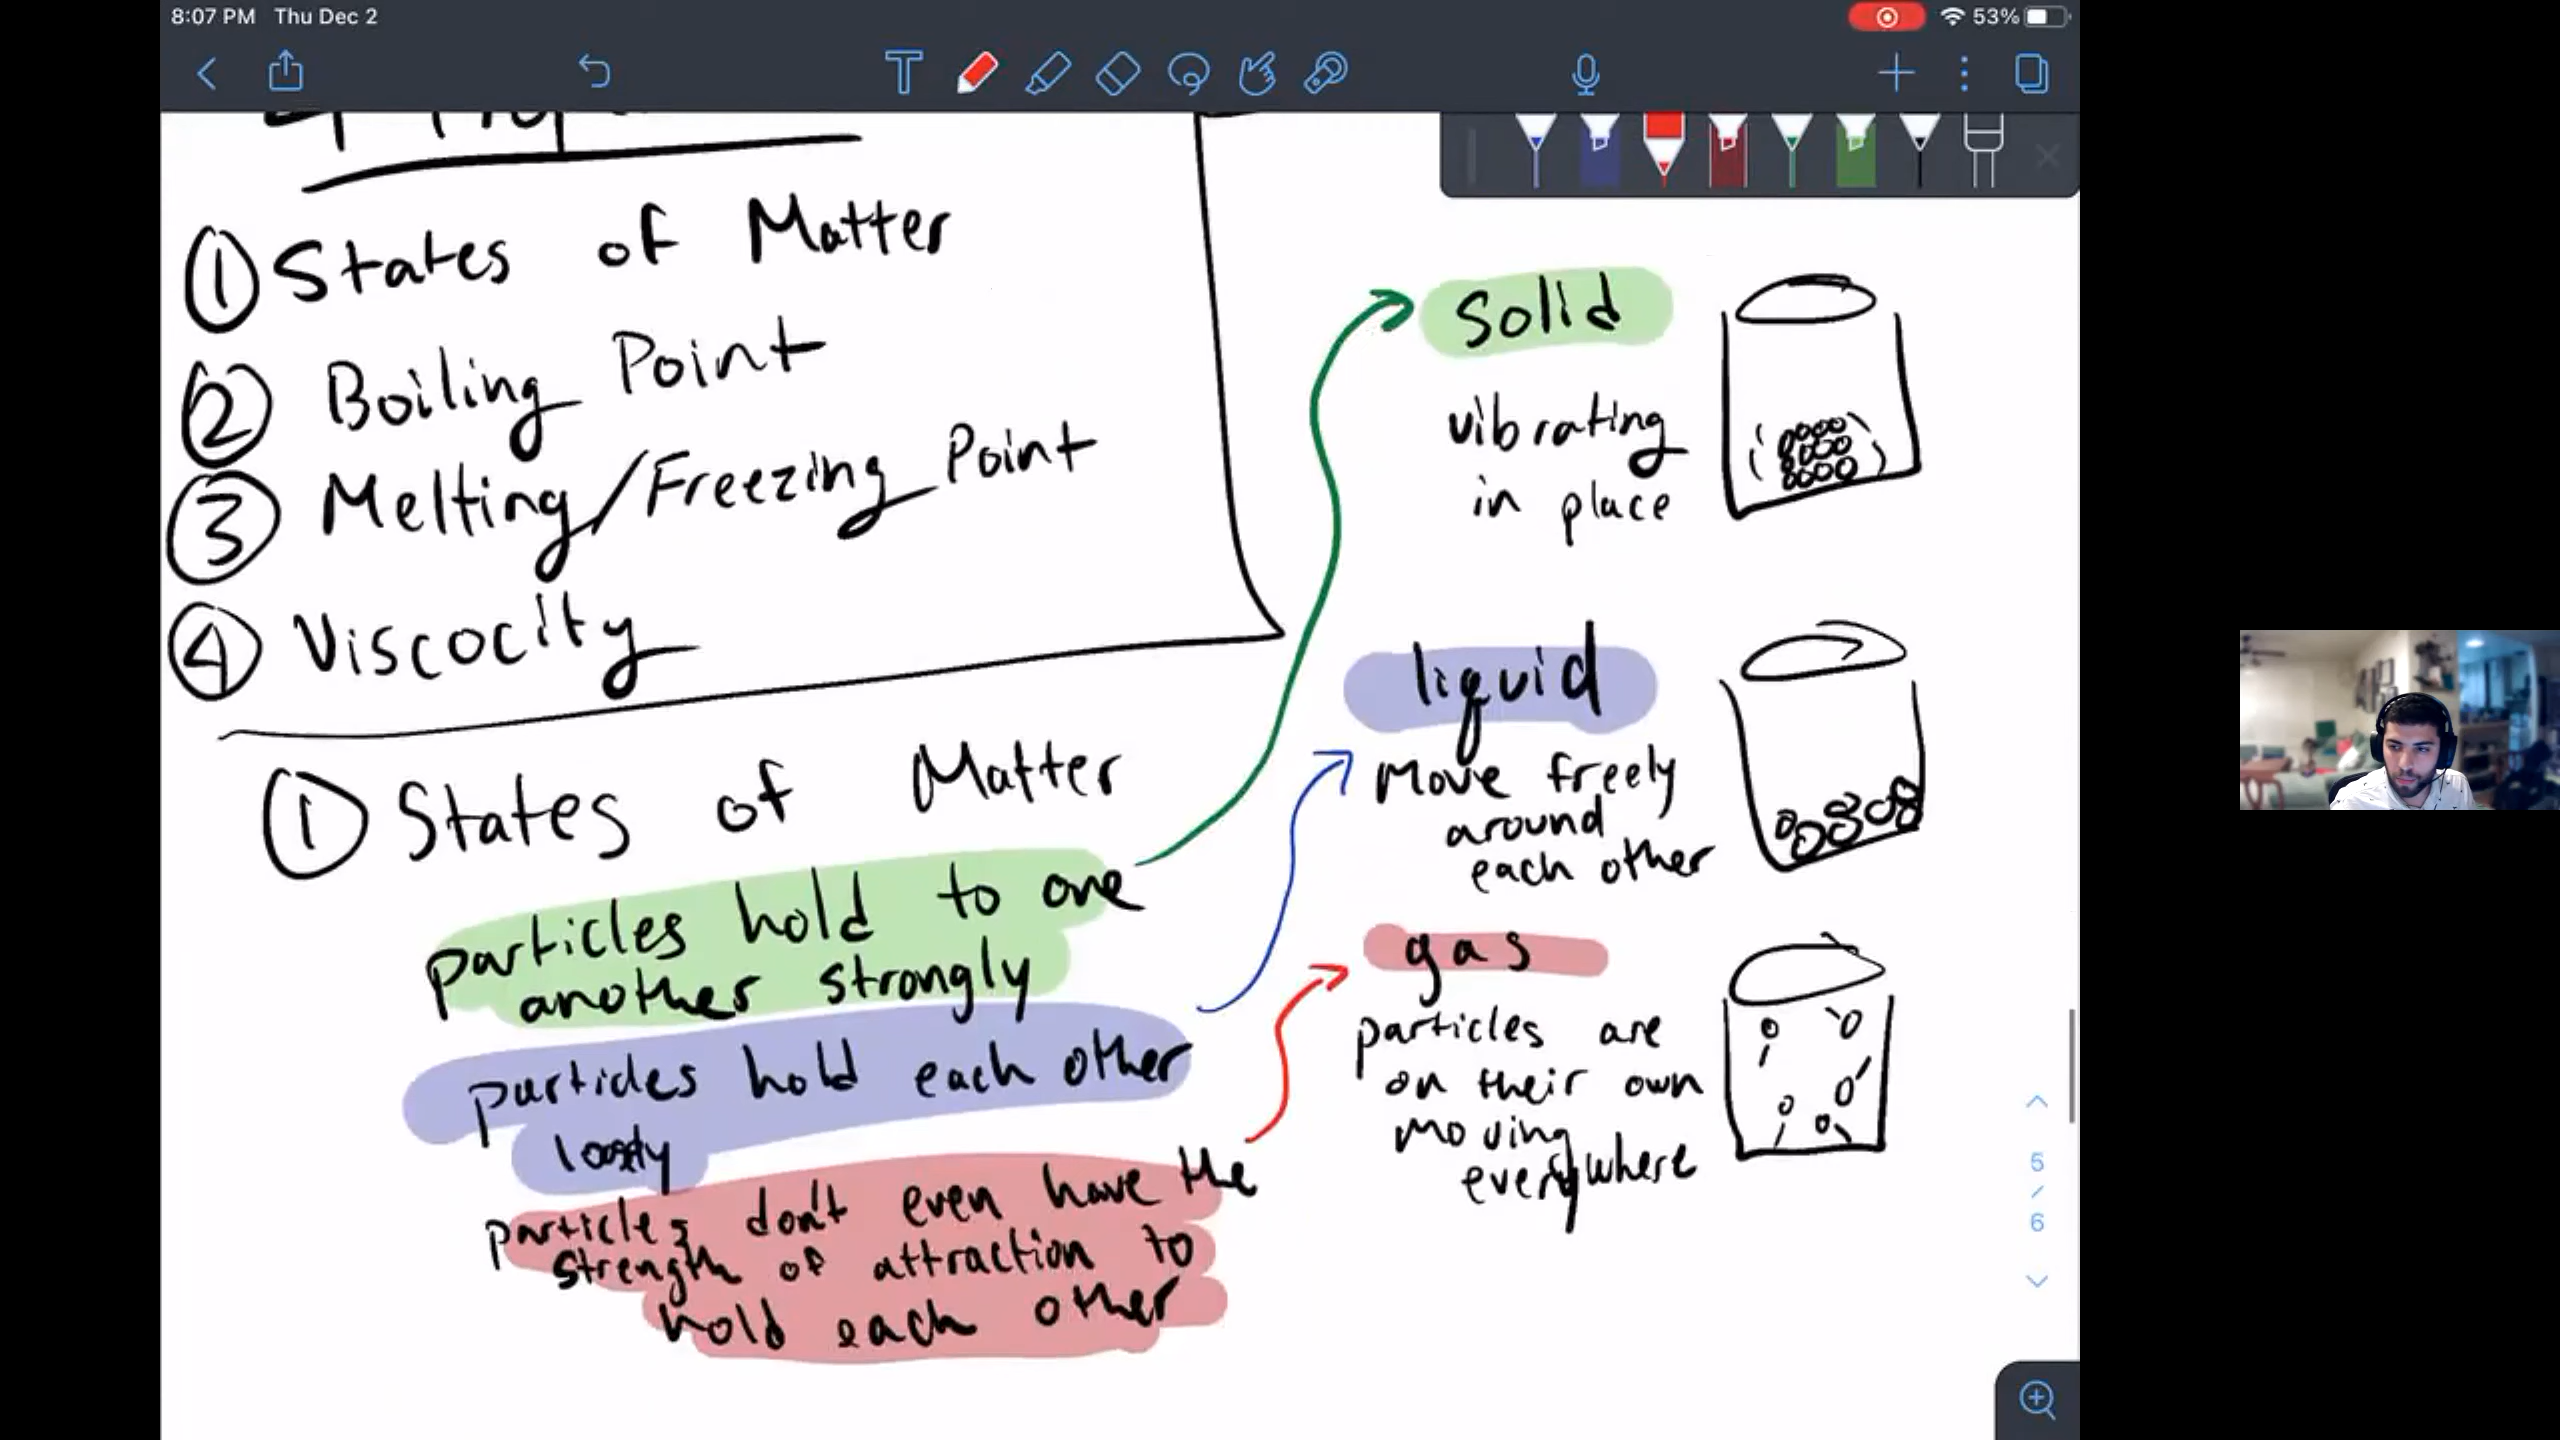 8:07 PM Thu Dec 2
53%
① States of Matter
② Boiling Point
③ Melting/Freezing Point
④ Viscocity
① States of Matter
particles hold to one
another strongly
particles hold each other
particles don't even have the
strength of attraction to
hold each other
solid
vibrating
in place
liquid
Move freely
around
each other
gas
particles are
on their own
moving
everywhere
5
/
6